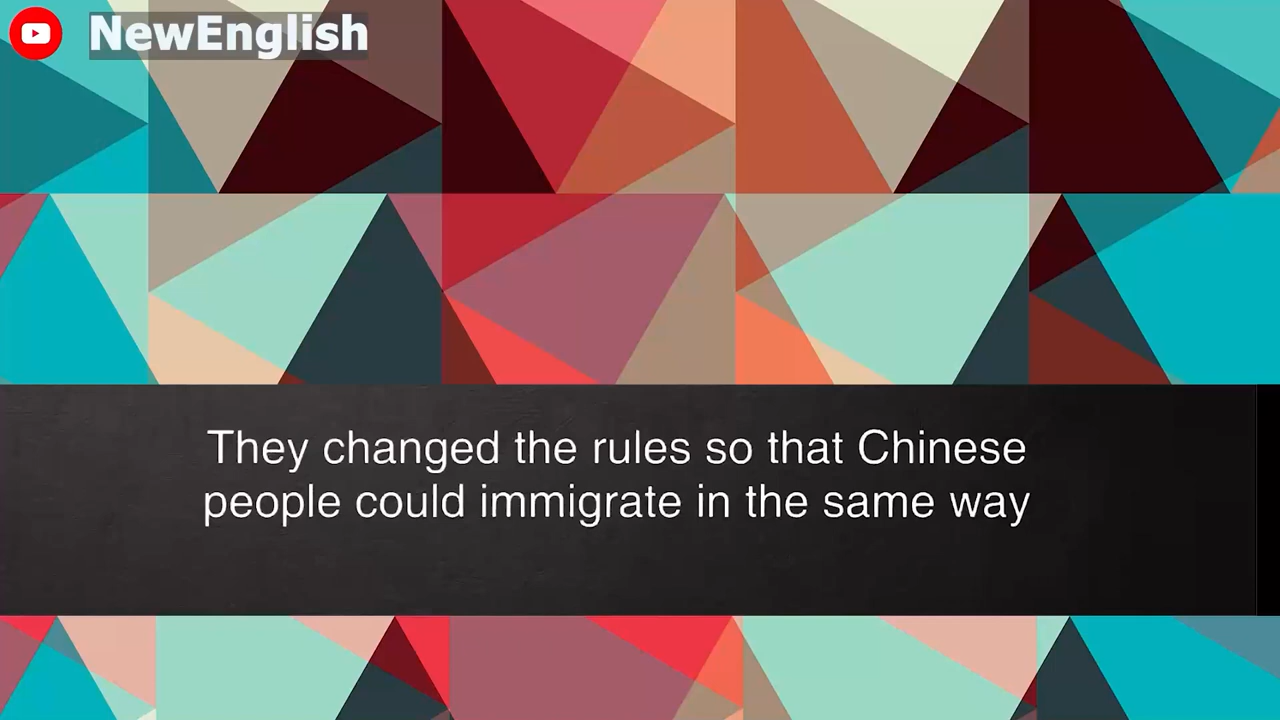 NewEnglish
They changed the rules so that Chinese
people could immigrate in the same way